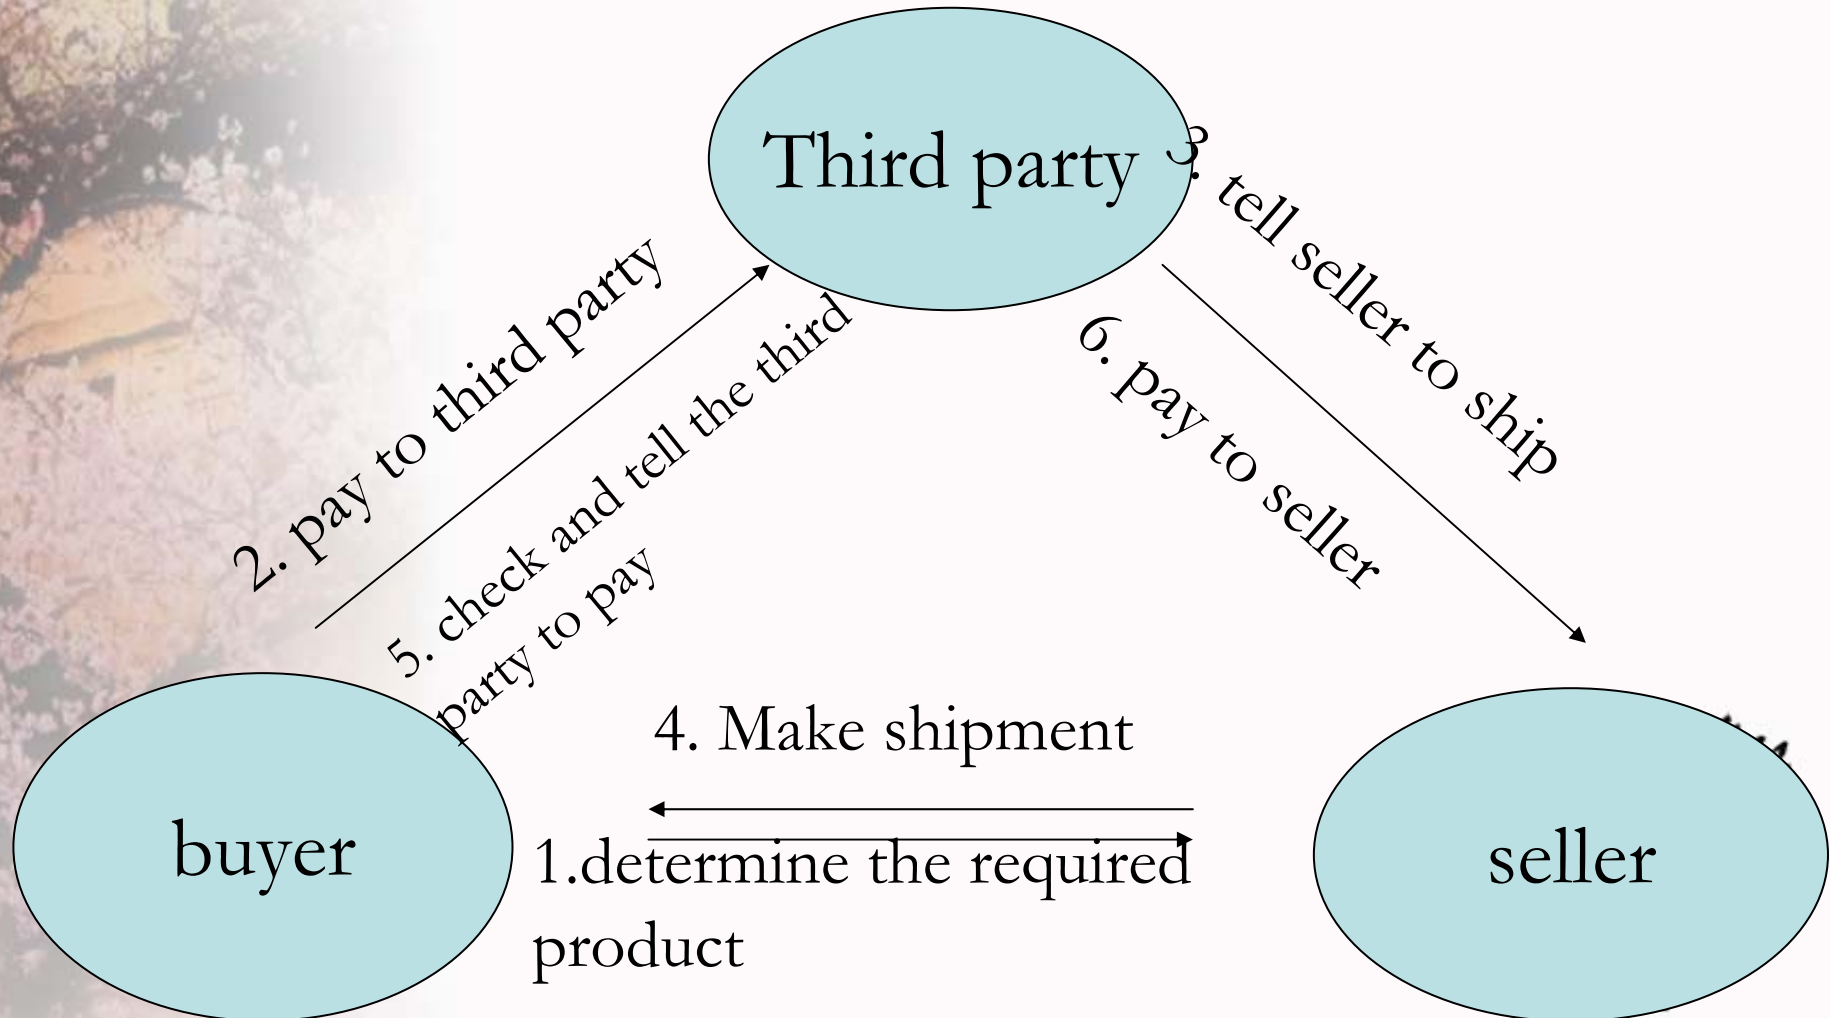 Third party
3. tell seller to ship
2. pay to third party
5. check and tell the third
party to pay
6. pay to seller
4. Make shipment
buyer
1.determine the required
product
seller